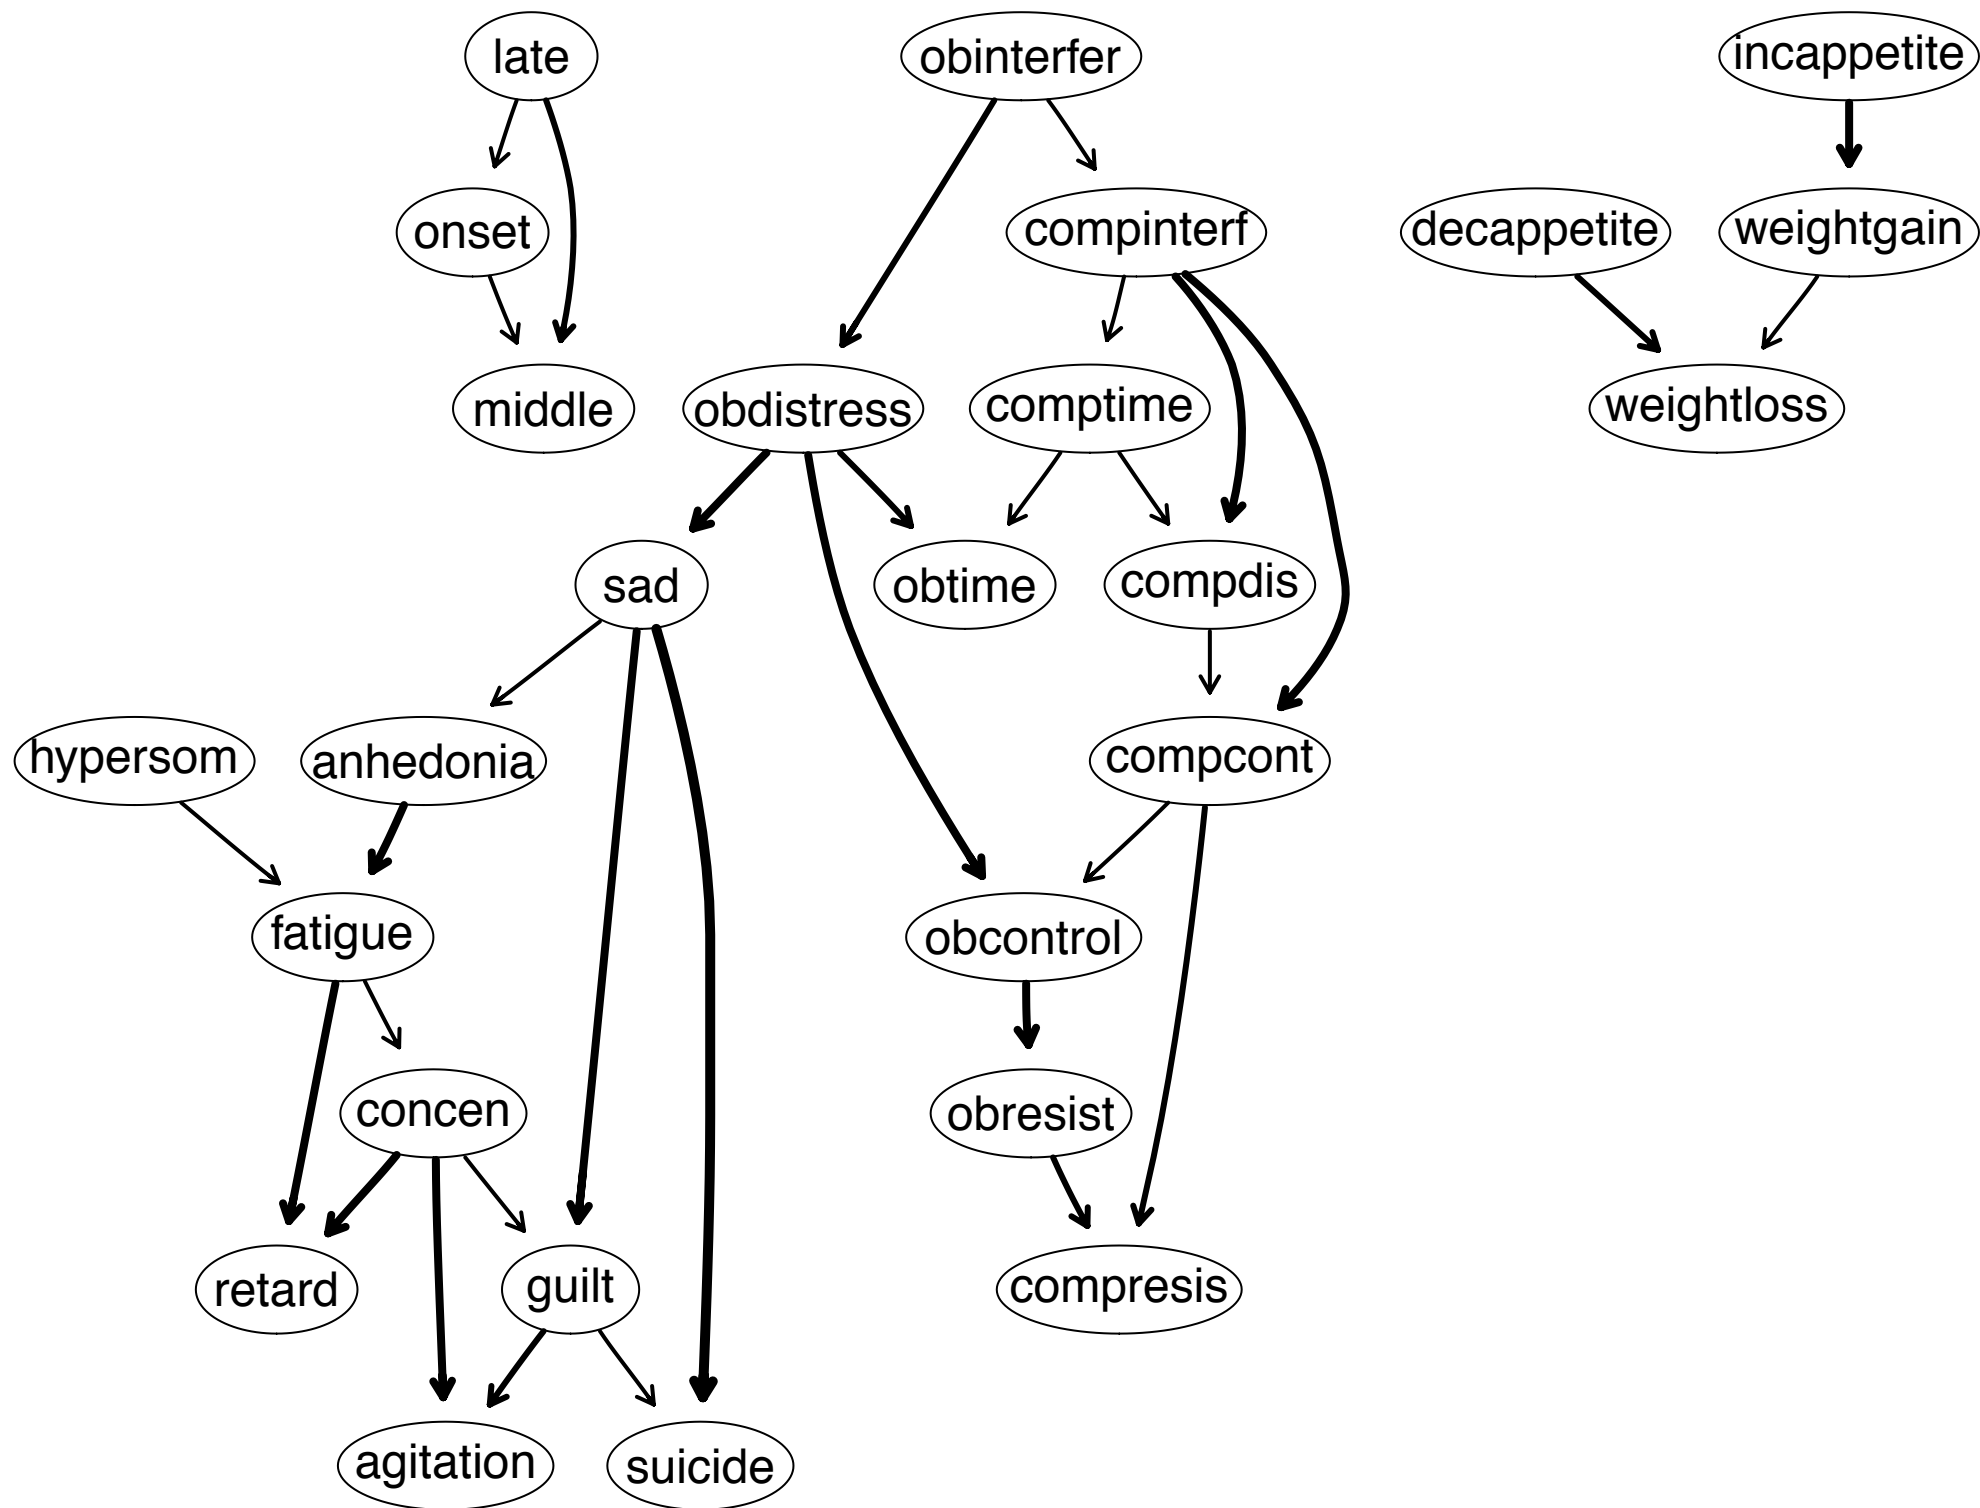 late
obinterfer
incappetite
onset
compinterf
decappetite
weightgain
middle
obdistress
comptime
weightloss
sad
obtime
compdis
hypersom
anhedonia
compcont
fatigue
obcontrol
concen
obresist
retard
guilt
compresis
agitation
suicide